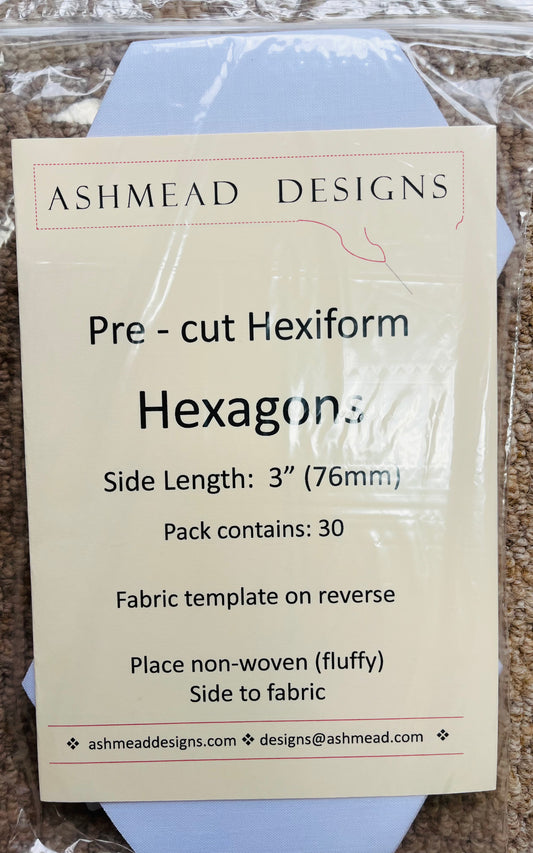 ASHMEAD DESIGNS
Pre - cut Hexiform
Hexagons
Side Length: 3” (76mm)
Pack contains: 30
Fabric template on reverse
Place non-woven (fluffy)
Side to fabric
❖ ashmeaddesigns.com ❖ designs@ashmead.com ❖